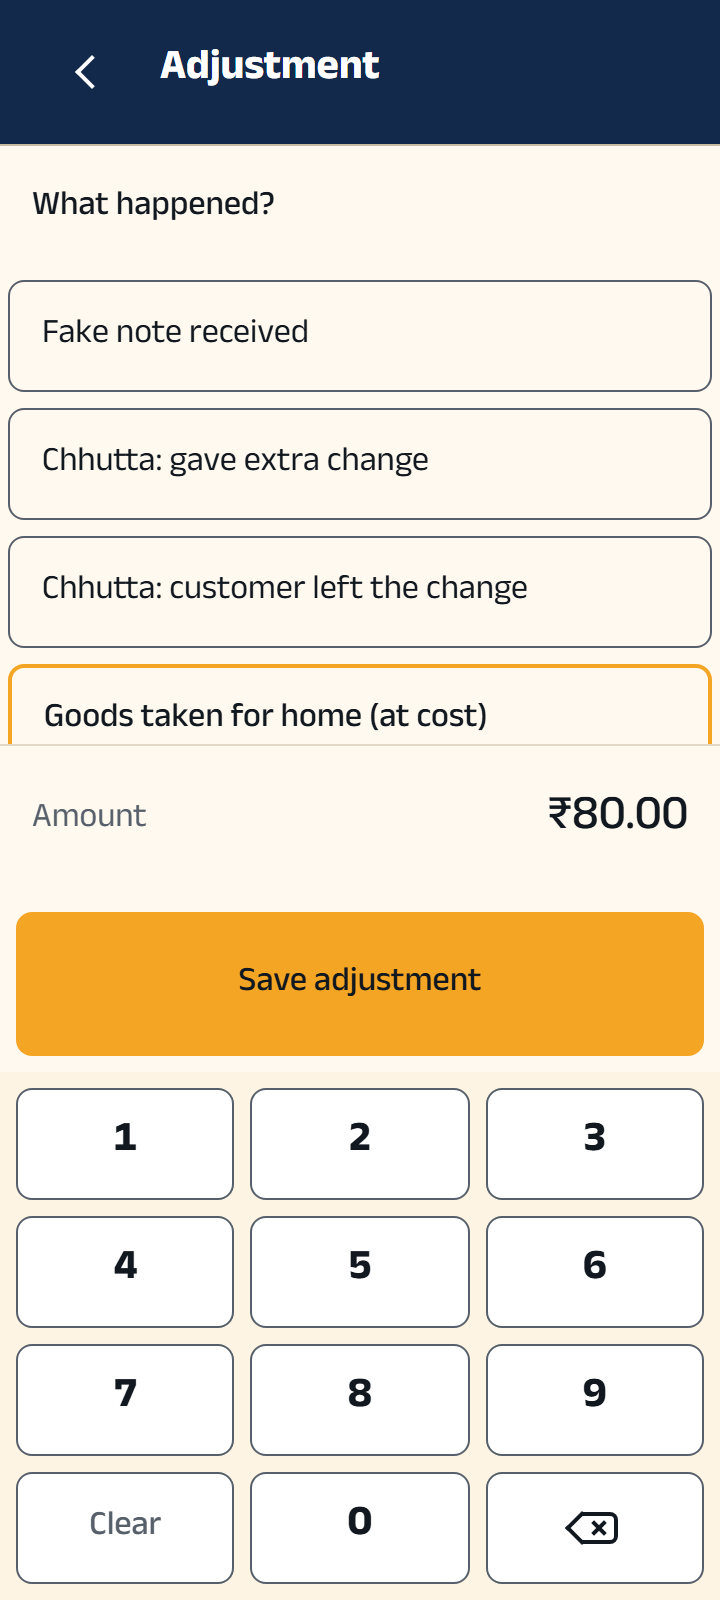 Adjustment
What happened?
Fake note received
Chhutta: gave extra change
Chhutta: customer left the change
Goods taken for home (at cost)
Amount ₹80.00
Save adjustment
1 2 3
4 5 6
7 8 9
Clear 0